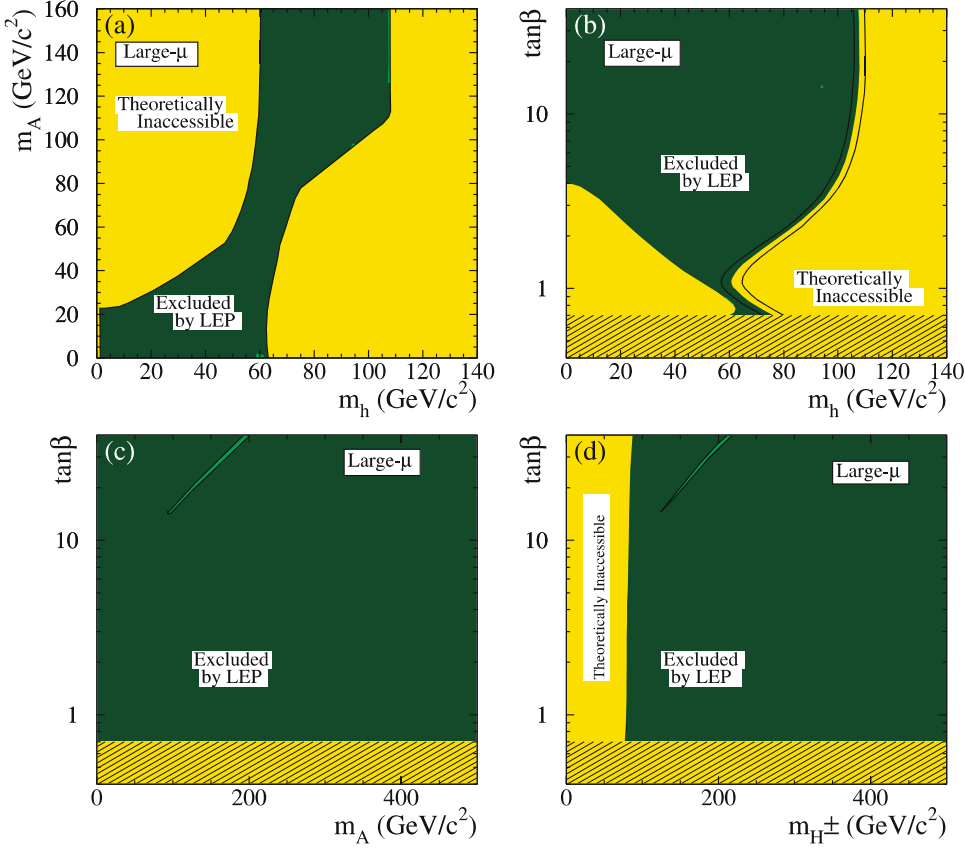 (a)
Large-μ
Theoretically
Inaccessible
Excluded
by LEP
m_A (GeV/c²)
160
140
120
100
80
60
40
20
0
0 20 40 60 80 100 120 140
m_h (GeV/c²)
(b)
Large-μ
Excluded
by LEP
Theoretically
Inaccessible
tanβ
10
1
0 20 40 60 80 100 120 140
m_h (GeV/c²)
(c)
Large-μ
Excluded
by LEP
tanβ
10
1
0 200 400
m_A (GeV/c²)
(d)
Large-μ
Theoretically Inaccessible
Excluded
by LEP
tanβ
10
1
0 200 400
m_H± (GeV/c²)